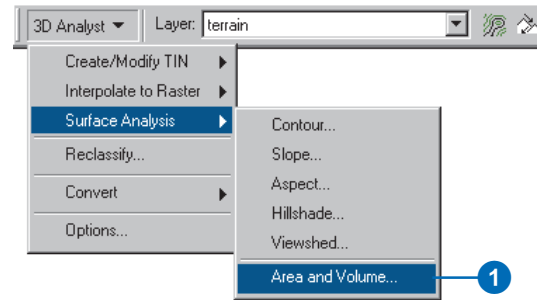 3D Analyst Layer: terrain
Create/Modify TIN
Interpolate to Raster
Surface Analysis
Reclassify...
Convert
Options...
Contour...
Slope...
Aspect...
Hillshade...
Viewshed...
Area and Volume...
1